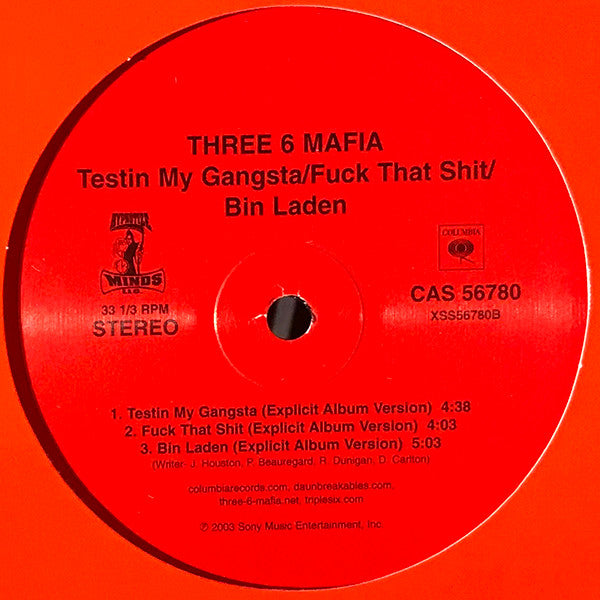 THREE 6 MAFIA
Testin My Gangsta/Fuck That Shit/
Bin Laden
HYPNOTIZE
MINDS
LLC
COLUMBIA
33 1/3 RPM
STEREO
CAS 56780
XSS56780B
1. Testin My Gangsta (Explicit Album Version) 4:38
2. Fuck That Shit (Explicit Album Version) 4:03
3. Bin Laden (Explicit Album Version) 5:03
(Writer- J. Houston, P. Beauregard, R. Dunigan, D. Carlton)
columbiarecords.com, daunbreakables.com,
three-6-mafia.net, triplesix.com
℗ 2003 Sony Music Entertainment, Inc.